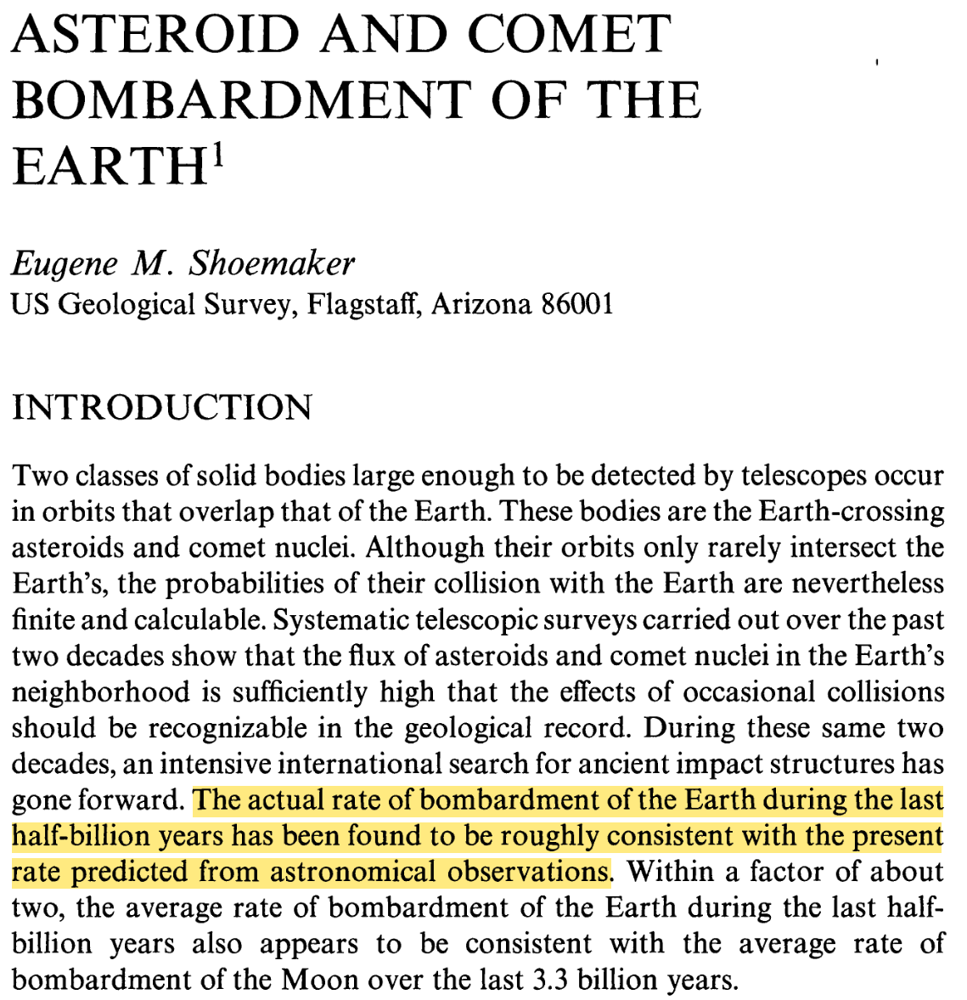 ASTEROID AND COMET
BOMBARDMENT OF THE
EARTH¹
Eugene M. Shoemaker
US Geological Survey, Flagstaff, Arizona 86001
INTRODUCTION
Two classes of solid bodies large enough to be detected by telescopes occur
in orbits that overlap that of the Earth. These bodies are the Earth-crossing
asteroids and comet nuclei. Although their orbits only rarely intersect the
Earth's, the probabilities of their collision with the Earth are nevertheless
finite and calculable. Systematic telescopic surveys carried out over the past
two decades show that the flux of asteroids and comet nuclei in the Earth's
neighborhood is sufficiently high that the effects of occasional collisions
should be recognizable in the geological record. During these same two
decades, an intensive international search for ancient impact structures has
gone forward. The actual rate of bombardment of the Earth during the last
half-billion years has been found to be roughly consistent with the present
rate predicted from astronomical observations. Within a factor of about
two, the average rate of bombardment of the Earth during the last half-
billion years also appears to be consistent with the average rate of
bombardment of the Moon over the last 3.3 billion years.